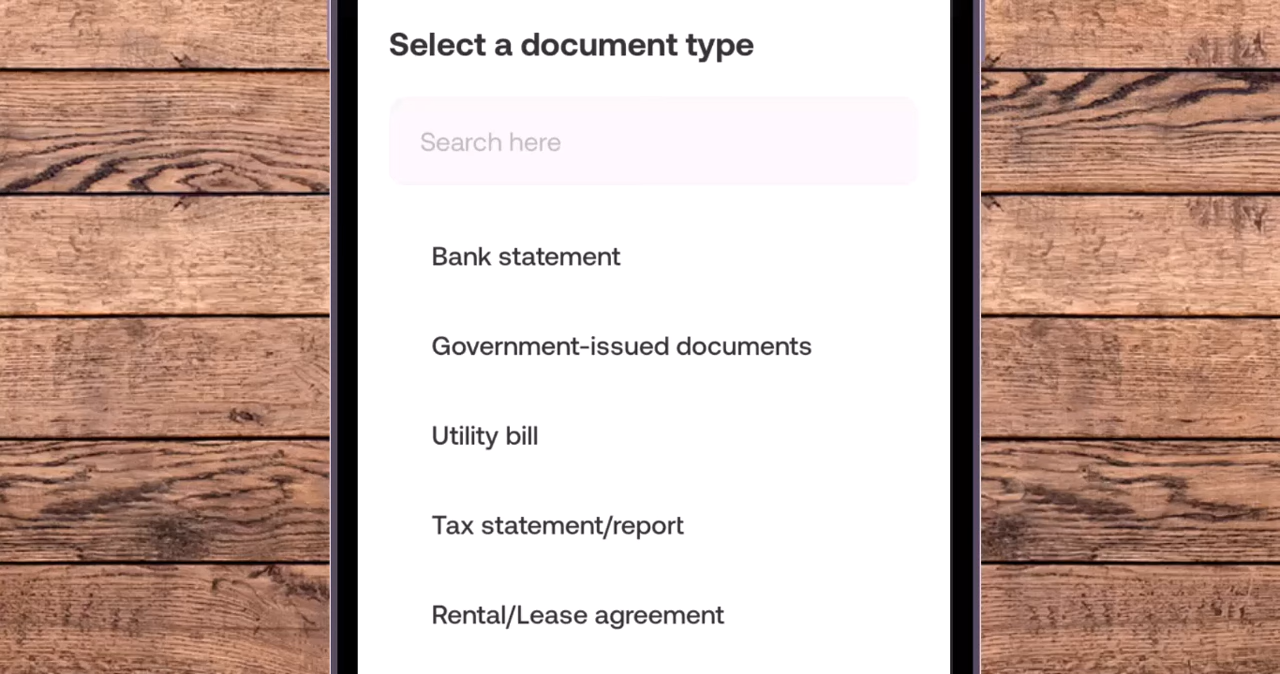 Select a document type
Search here
Bank statement
Government-issued documents
Utility bill
Tax statement/report
Rental/Lease agreement